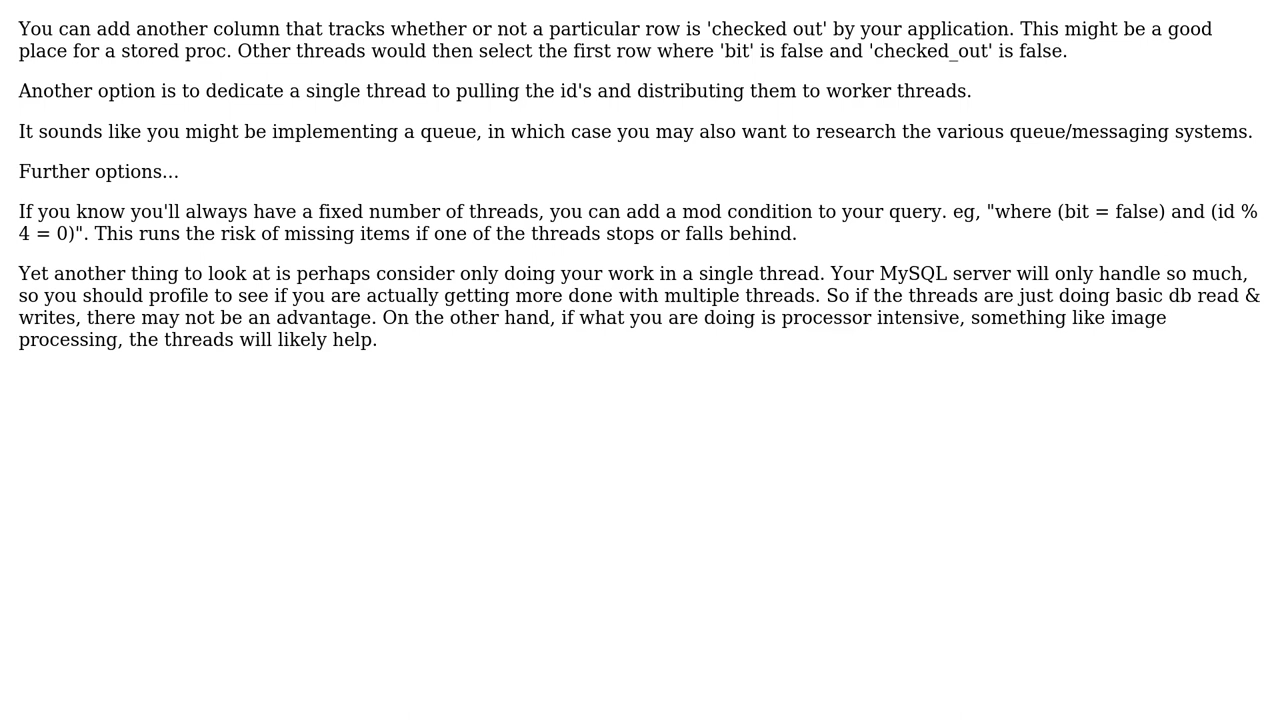 You can add another column that tracks whether or not a particular row is 'checked out' by your application. This might be a good
place for a stored proc. Other threads would then select the first row where 'bit' is false and 'checked_out' is false.
Another option is to dedicate a single thread to pulling the id's and distributing them to worker threads.
It sounds like you might be implementing a queue, in which case you may also want to research the various queue/messaging systems.
Further options...
If you know you'll always have a fixed number of threads, you can add a mod condition to your query. eg, "where (bit = false) and (id %
4 = 0)". This runs the risk of missing items if one of the threads stops or falls behind.
Yet another thing to look at is perhaps consider only doing your work in a single thread. Your MySQL server will only handle so much,
so you should profile to see if you are actually getting more done with multiple threads. So if the threads are just doing basic db read &
writes, there may not be an advantage. On the other hand, if what you are doing is processor intensive, something like image
processing, the threads will likely help.